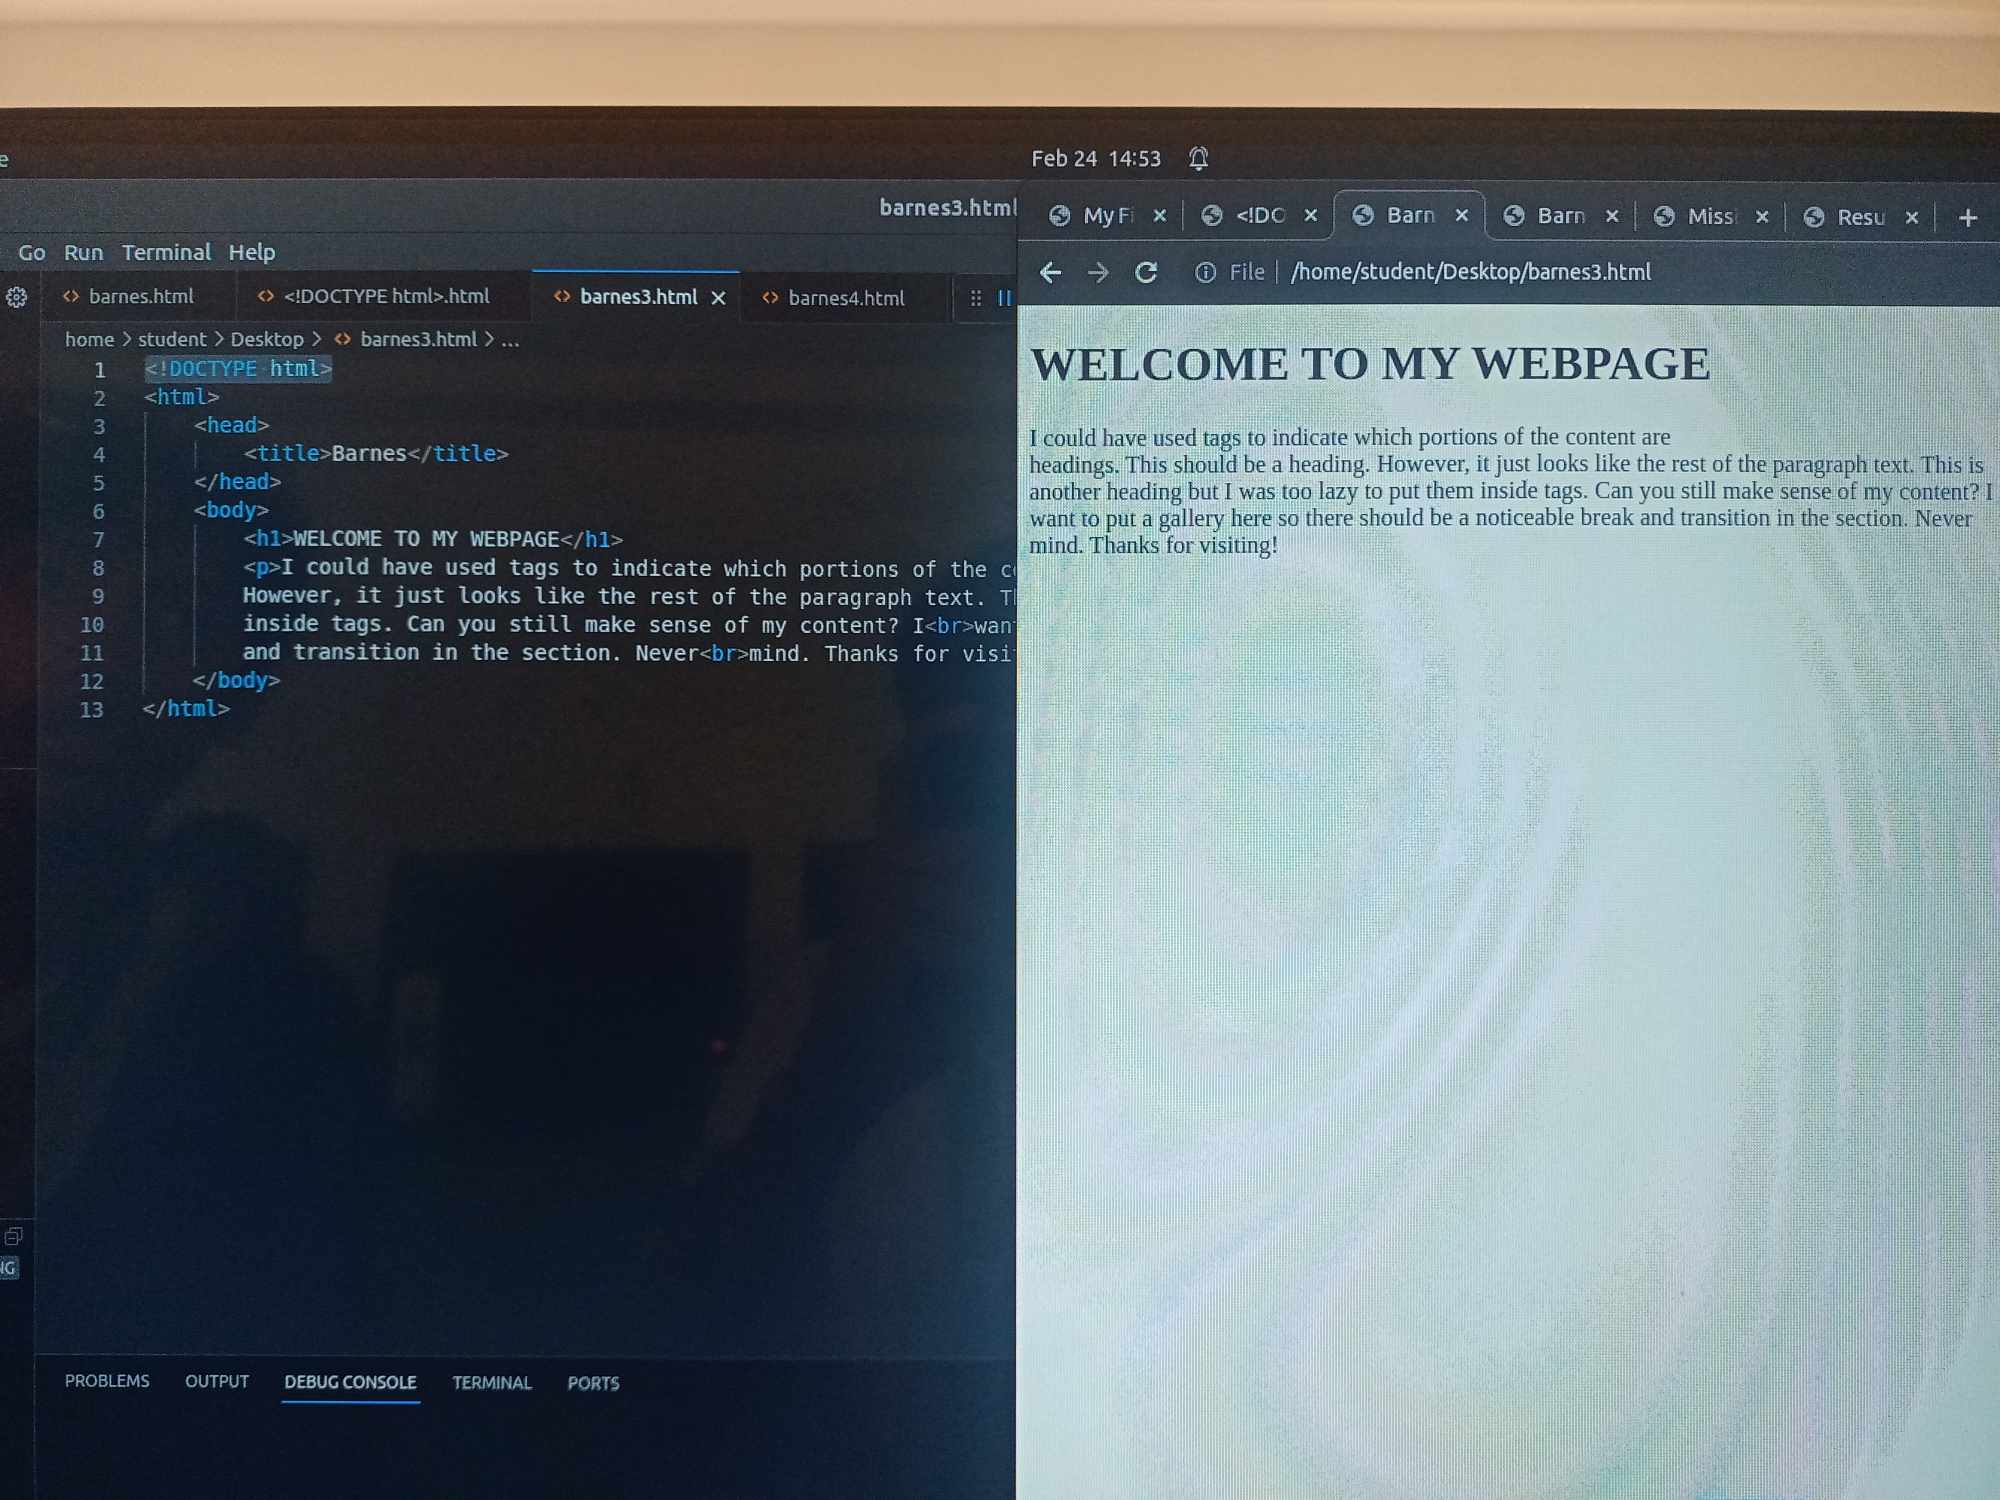 Feb 24 14:53
barnes3.html
Go Run Terminal Help
barnes.html <!DOCTYPE html>.html barnes3.html barnes4.html
home > student > Desktop > barnes3.html > ...
1 <!DOCTYPE html>
2 <html>
3 <head>
4 <title>Barnes</title>
5 </head>
6 <body>
7 <h1>WELCOME TO MY WEBPAGE</h1>
8 <p>I could have used tags to indicate which portions of the c
9 However, it just looks like the rest of the paragraph text. T
10 inside tags. Can you still make sense of my content? I<br>wan
11 and transition in the section. Never<br>mind. Thanks for visi
12 </body>
13 </html>
PROBLEMS OUTPUT DEBUG CONSOLE TERMINAL PORTS
My Fi <!DO Barn Barn Miss Resu
File /home/student/Desktop/barnes3.html
WELCOME TO MY WEBPAGE
I could have used tags to indicate which portions of the content are
headings. This should be a heading. However, it just looks like the rest of the paragraph text. This is
another heading but I was too lazy to put them inside tags. Can you still make sense of my content? I
want to put a gallery here so there should be a noticeable break and transition in the section. Never
mind. Thanks for visiting!